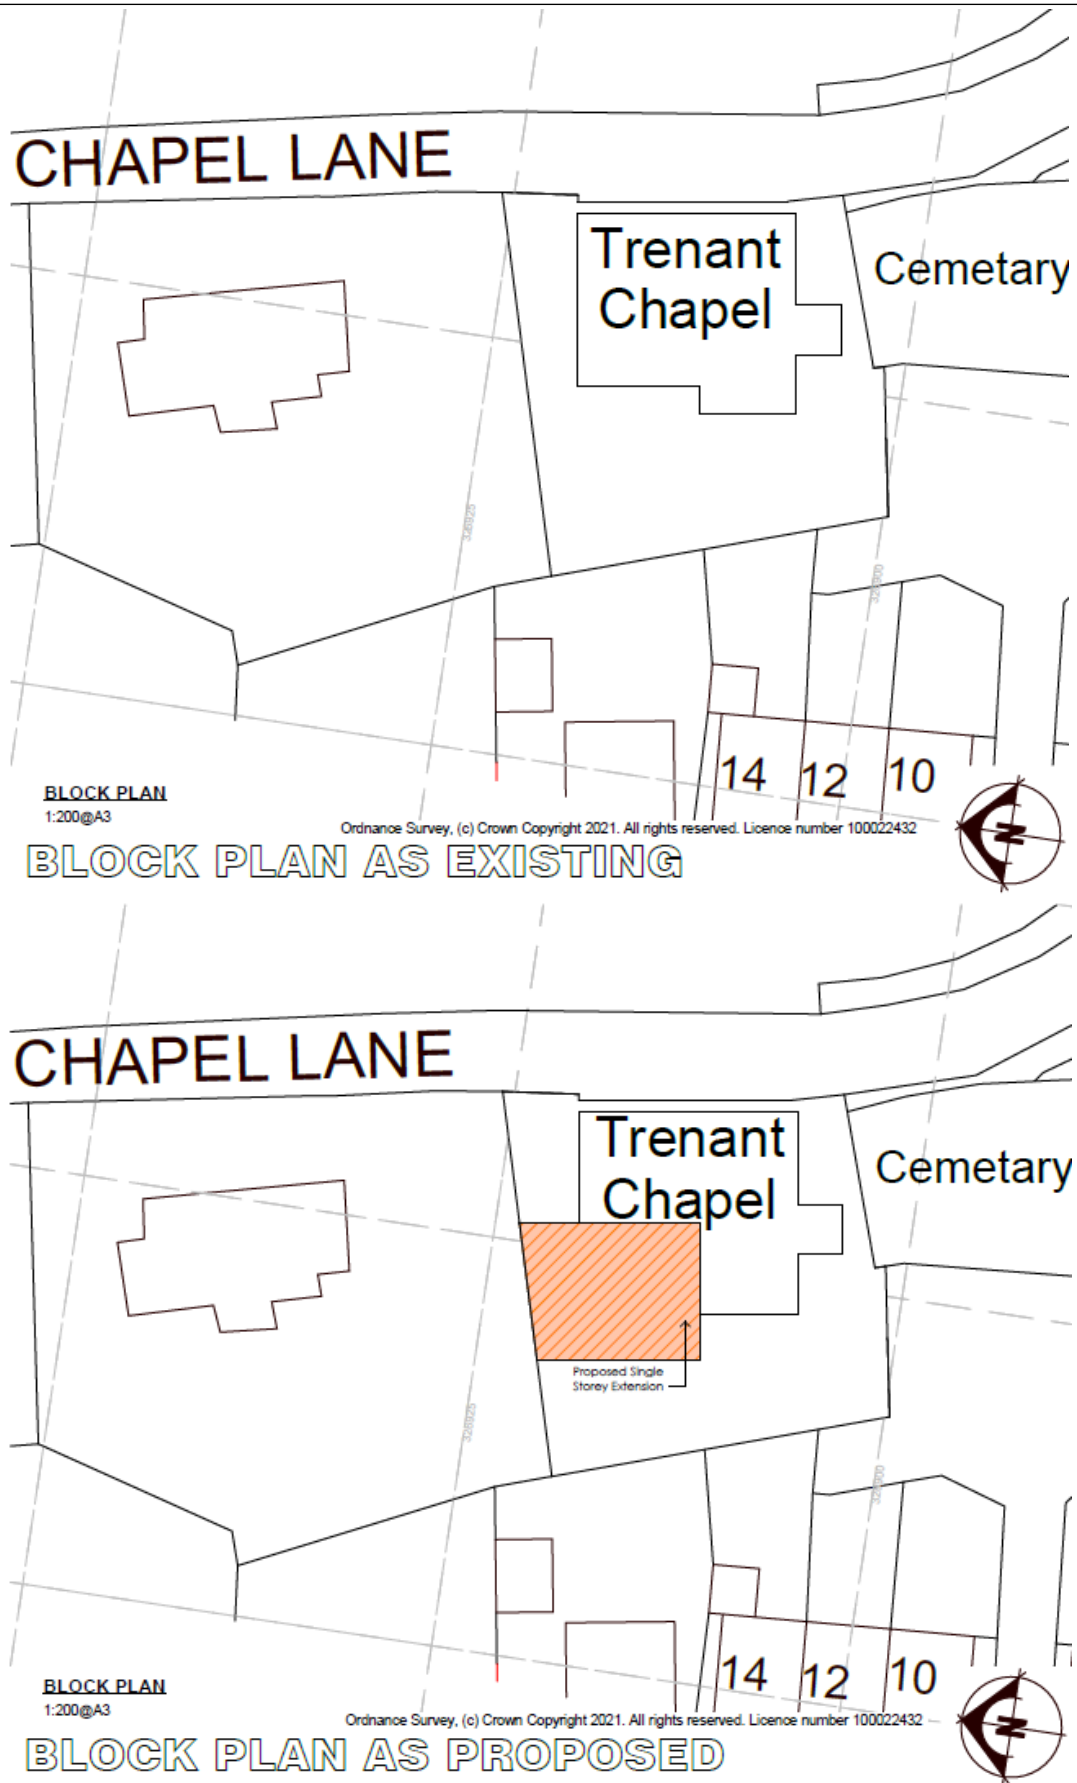 CHAPEL LANE
Trenant
Chapel
Cemetary
326925
14
12
10
BLOCK PLAN
1:200@A3
Ordnance Survey, (c) Crown Copyright 2021. All rights reserved. Licence number 100022432
N
BLOCK PLAN AS EXISTING
CHAPEL LANE
Trenant
Chapel
Cemetary
Proposed Single
Storey Extension
326925
14
12
10
BLOCK PLAN
1:200@A3
Ordnance Survey, (c) Crown Copyright 2021. All rights reserved. Licence number 100022432
N
BLOCK PLAN AS PROPOSED